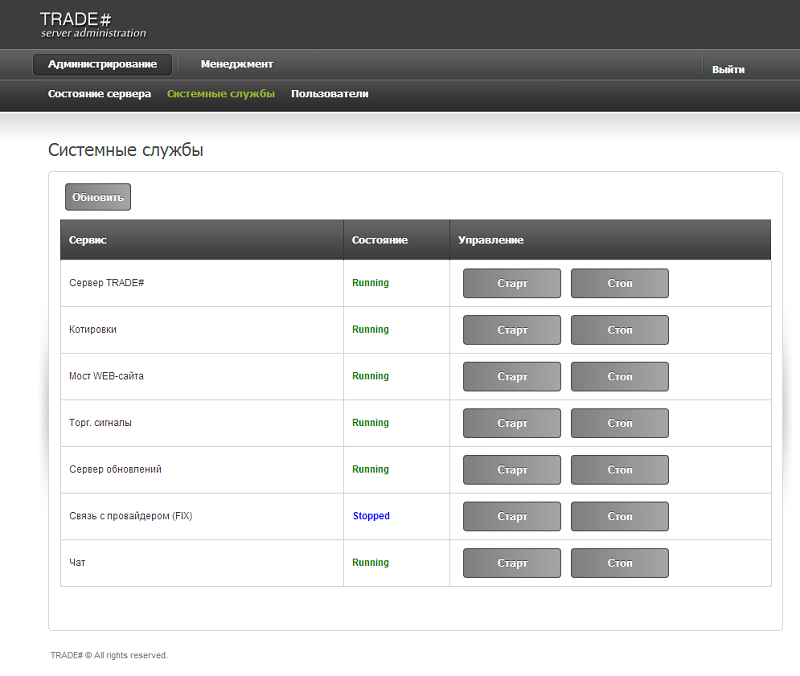 TRADE#
server administration
Администрирование Менеджмент Выйти
Состояние сервера Системные службы Пользователи
Системные службы
Обновить
Сервис Состояние Управление
Сервер TRADE# Running Старт Стоп
Котировки Running Старт Стоп
Мост WEB-сайта Running Старт Стоп
Торг. сигналы Running Старт Стоп
Сервер обновлений Running Старт Стоп
Связь с провайдером (FIX) Stopped Старт Стоп
Чат Running Старт Стоп
TRADE# © All rights reserved.